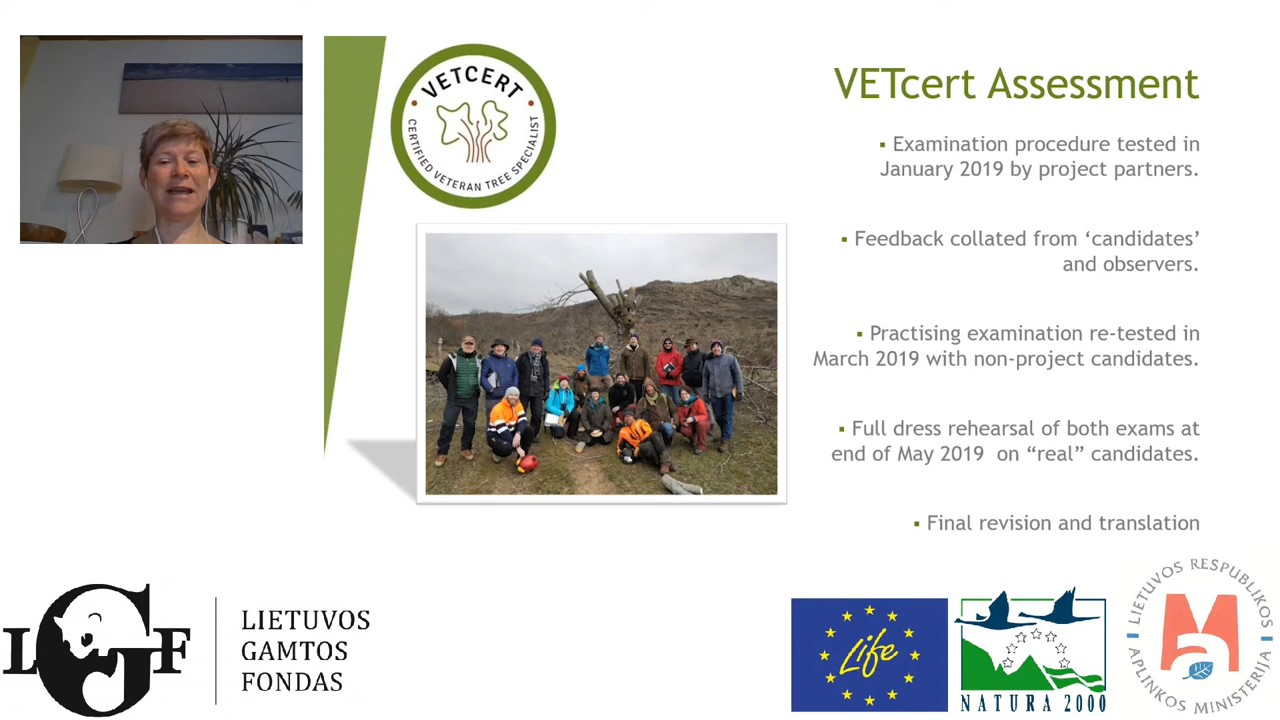 VETCERT
CERTIFIED VETERAN TREE SPECIALIST
VETcert Assessment
▪ Examination procedure tested in
January 2019 by project partners.
▪ Feedback collated from ‘candidates’
and observers.
▪ Practising examination re-tested in
March 2019 with non-project candidates.
▪ Full dress rehearsal of both exams at
end of May 2019 on “real” candidates.
▪ Final revision and translation
LGF
LIETUVOS
GAMTOS
FONDAS
Life
NATURA 2000
LIETUVOS RESPUBLIKOS
APLINKOS MINISTERIJA